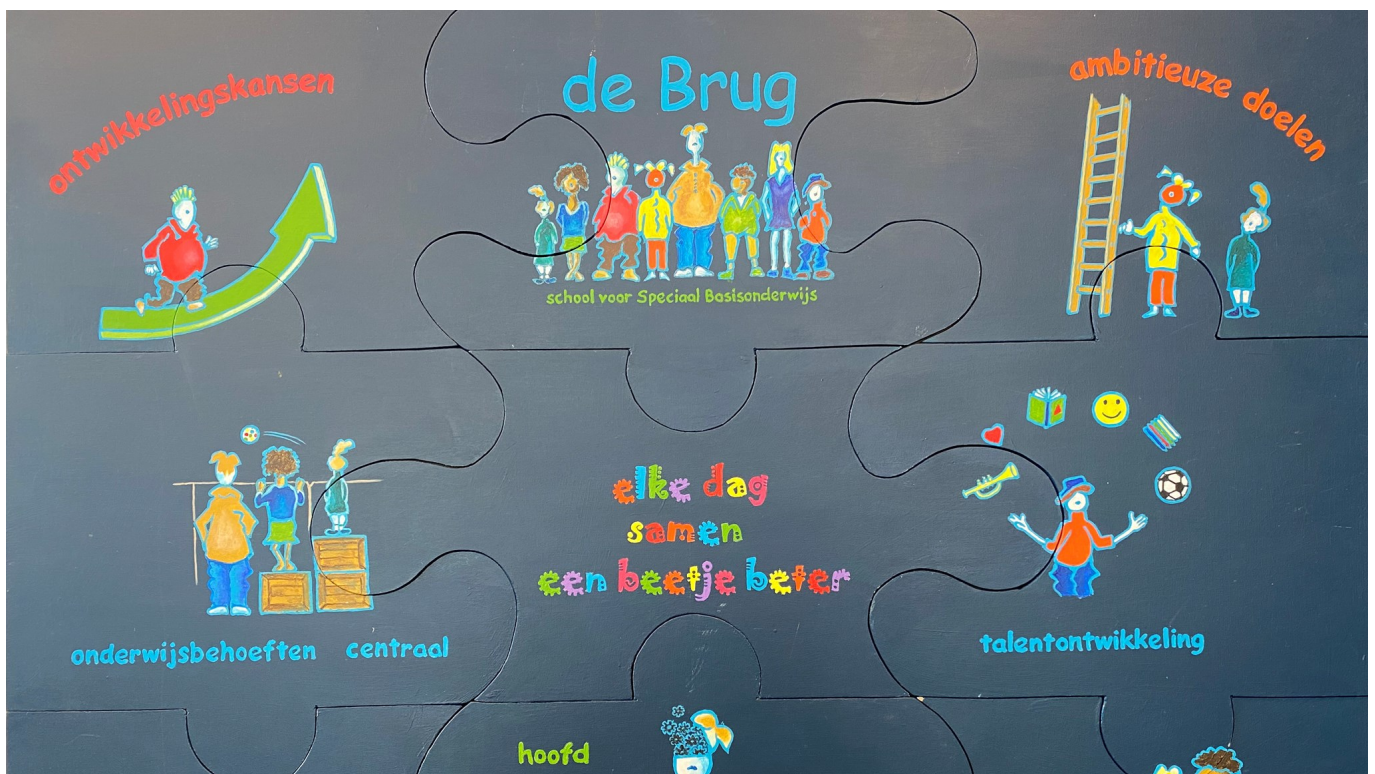 ontwikkelingskansen
de Brug
school voor Speciaal Basisonderwijs
ambitieuze doelen
onderwijsbehoeften centraal
elke dag
samen
een beetje beter
talentontwikkeling
hoofd